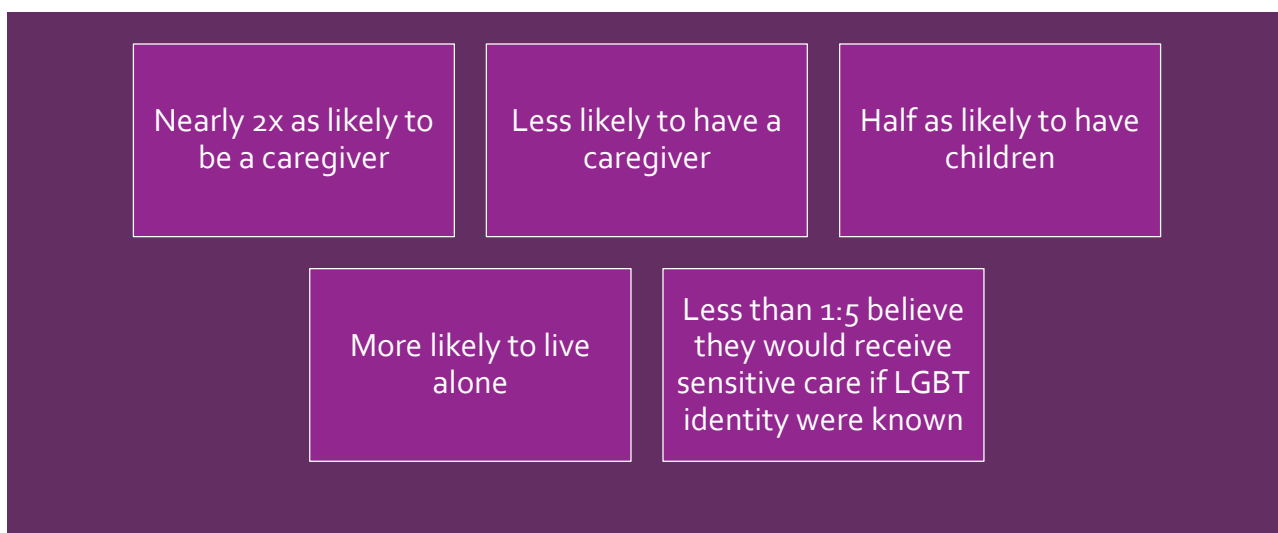 Nearly 2x as likely to
be a caregiver
Less likely to have a
caregiver
Half as likely to have
children
More likely to live
alone
Less than 1:5 believe
they would receive
sensitive care if LGBT
identity were known